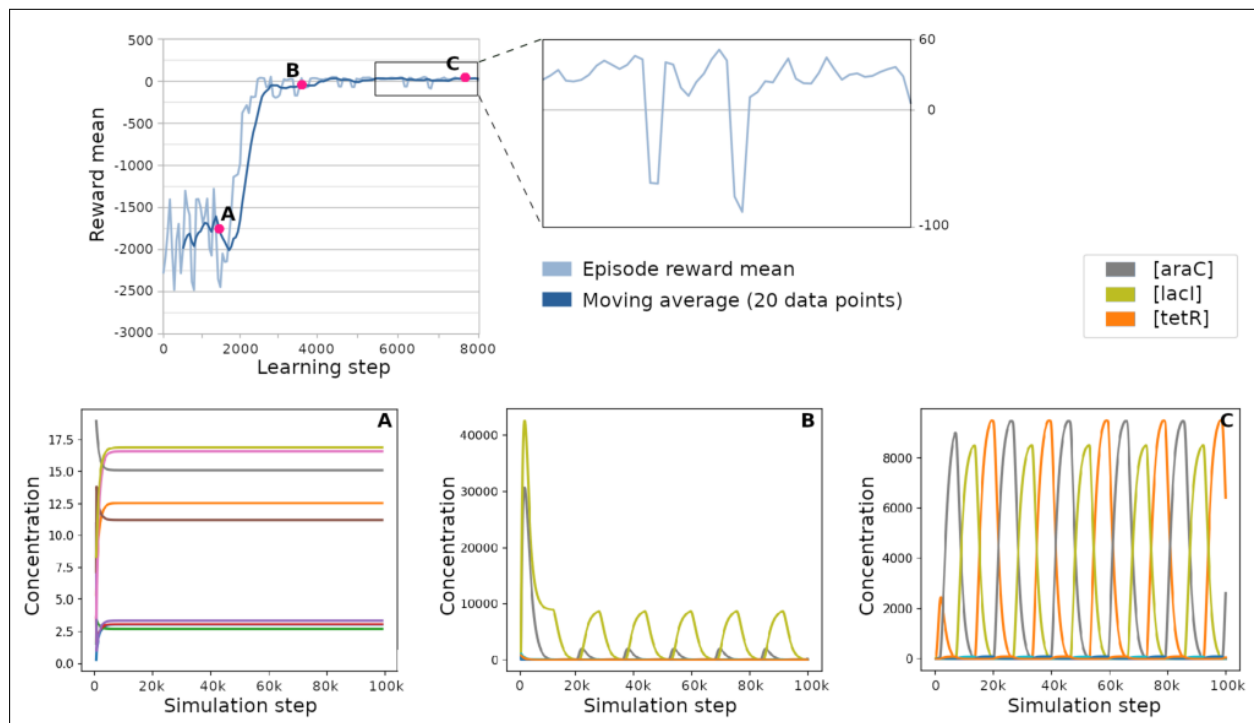 500
0
-500
-1000
-1500
-2000
-2500
-3000
Reward mean
0
2000
4000
6000
8000
Learning step
A
B
C
60
0
-100
Episode reward mean
Moving average (20 data points)
[araC]
[lacI]
[tetR]
A
17.5
15.0
12.5
10.0
7.5
5.0
2.5
0.0
Concentration
0
20k
40k
60k
80k
100k
Simulation step
B
40000
30000
20000
10000
0
Concentration
0
20k
40k
60k
80k
100k
Simulation step
C
8000
6000
4000
2000
0
Concentration
0
20k
40k
60k
80k
100k
Simulation step